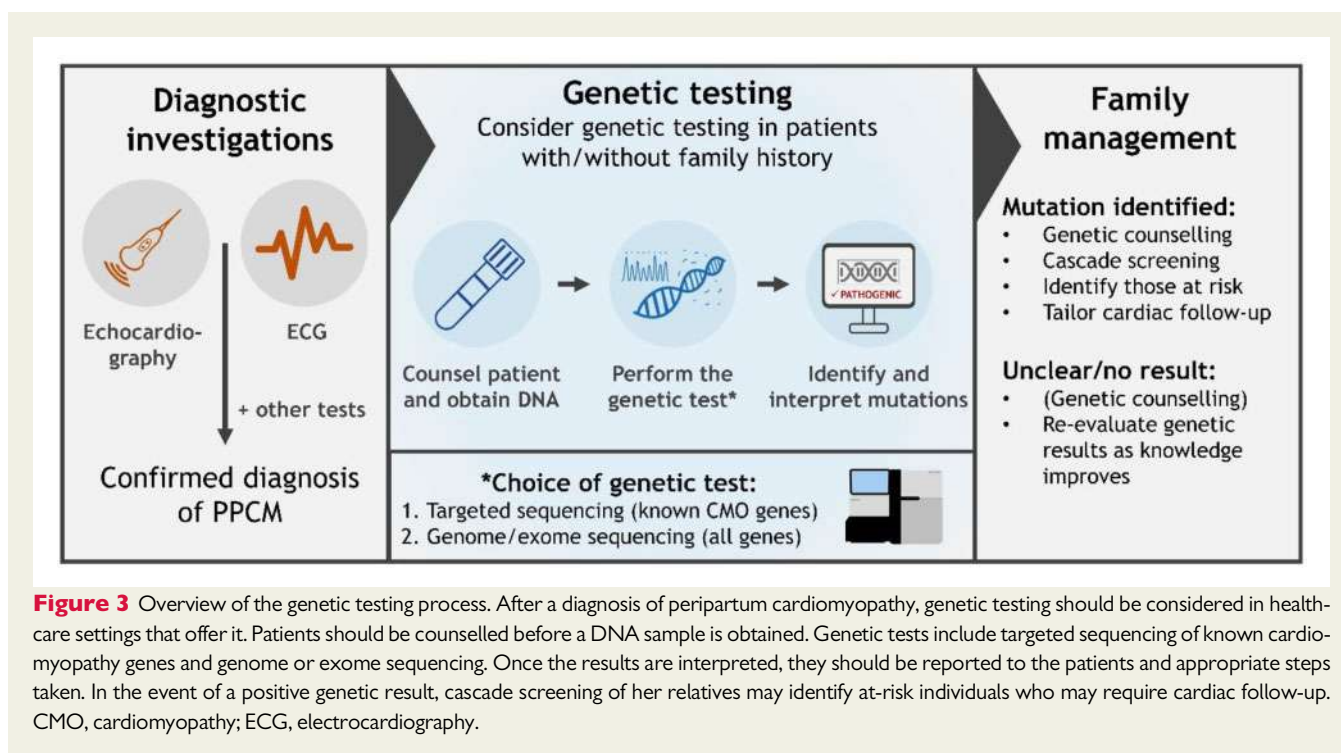 Diagnostic
investigations
Echocardio-
graphy
ECG
+ other tests
Confirmed diagnosis
of PPCM
Genetic testing
Consider genetic testing in patients
with/without family history
Counsel patient
and obtain DNA
Perform the
genetic test*
✓ PATHOGENIC
Identify and
interpret mutations
*Choice of genetic test:
1. Targeted sequencing (known CMO genes)
2. Genome/exome sequencing (all genes)
Family
management
Mutation identified:
• Genetic counselling
• Cascade screening
• Identify those at risk
• Tailor cardiac follow-up
Unclear/no result:
• (Genetic counselling)
• Re-evaluate genetic
results as knowledge
improves
Figure 3 Overview of the genetic testing process. After a diagnosis of peripartum cardiomyopathy, genetic testing should be considered in health-
care settings that offer it. Patients should be counselled before a DNA sample is obtained. Genetic tests include targeted sequencing of known cardio-
myopathy genes and genome or exome sequencing. Once the results are interpreted, they should be reported to the patients and appropriate steps
taken. In the event of a positive genetic result, cascade screening of her relatives may identify at-risk individuals who may require cardiac follow-up.
CMO, cardiomyopathy; ECG, electrocardiography.